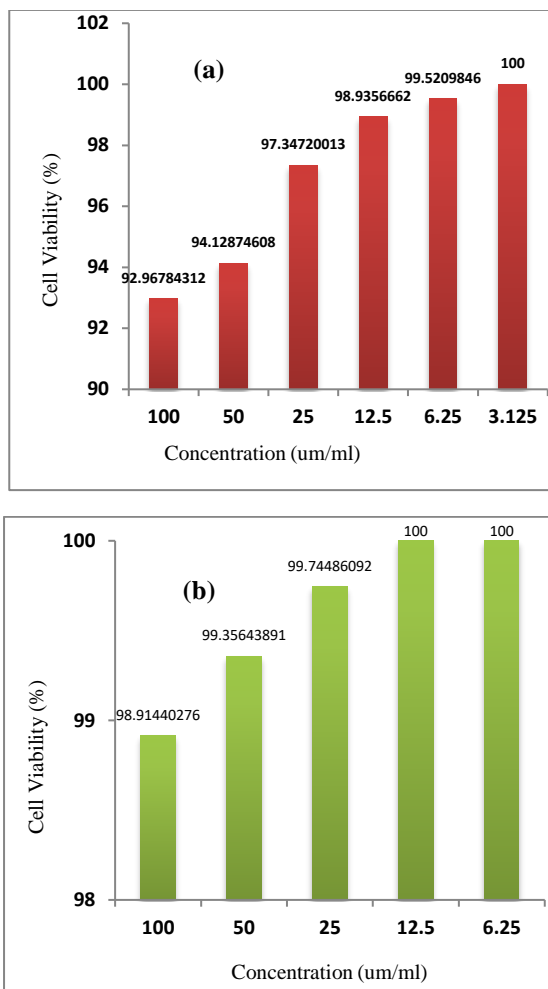 102
(a)
100
99.5209846
100
98.9356662
98
97.34720013
96
94.12874608
94
92.96784312
92
90
100 50 25 12.5 6.25 3.125
Cell Viability (%)
Concentration (um/ml)
100
100 100
99.74486092
(b)
99.35643891
99
98.91440276
98
100 50 25 12.5 6.25
Cell Viability (%)
Concentration (um/ml)